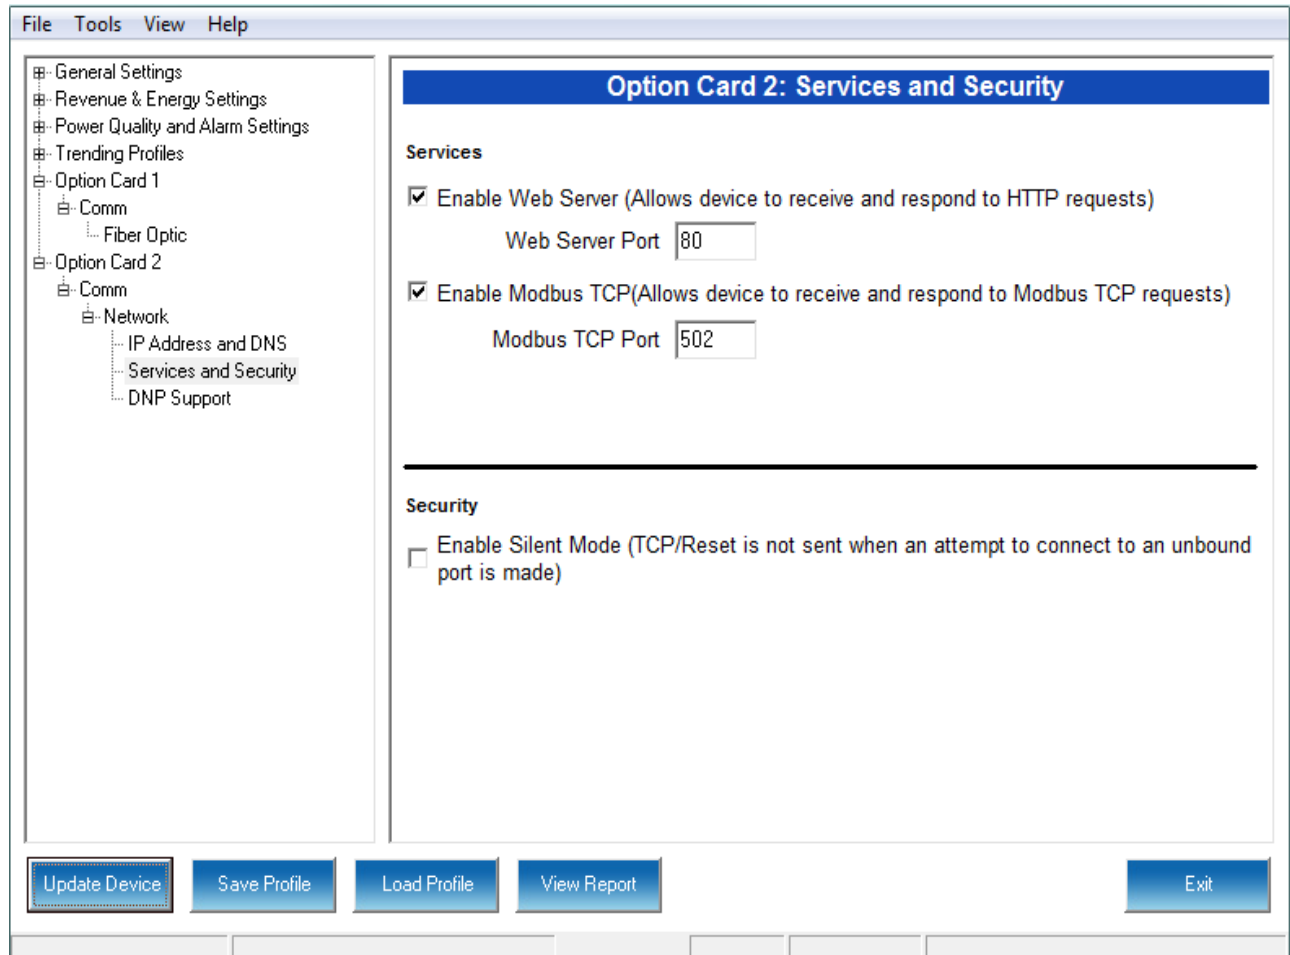 File Tools View Help
General Settings
Revenue & Energy Settings
Power Quality and Alarm Settings
Trending Profiles
Option Card 1
Comm
Fiber Optic
Option Card 2
Comm
Network
IP Address and DNS
Services and Security
DNP Support
Option Card 2: Services and Security
Services
Enable Web Server (Allows device to receive and respond to HTTP requests)
Web Server Port 80
Enable Modbus TCP(Allows device to receive and respond to Modbus TCP requests)
Modbus TCP Port 502
Security
Enable Silent Mode (TCP/Reset is not sent when an attempt to connect to an unbound
port is made)
Update Device Save Profile Load Profile View Report Exit